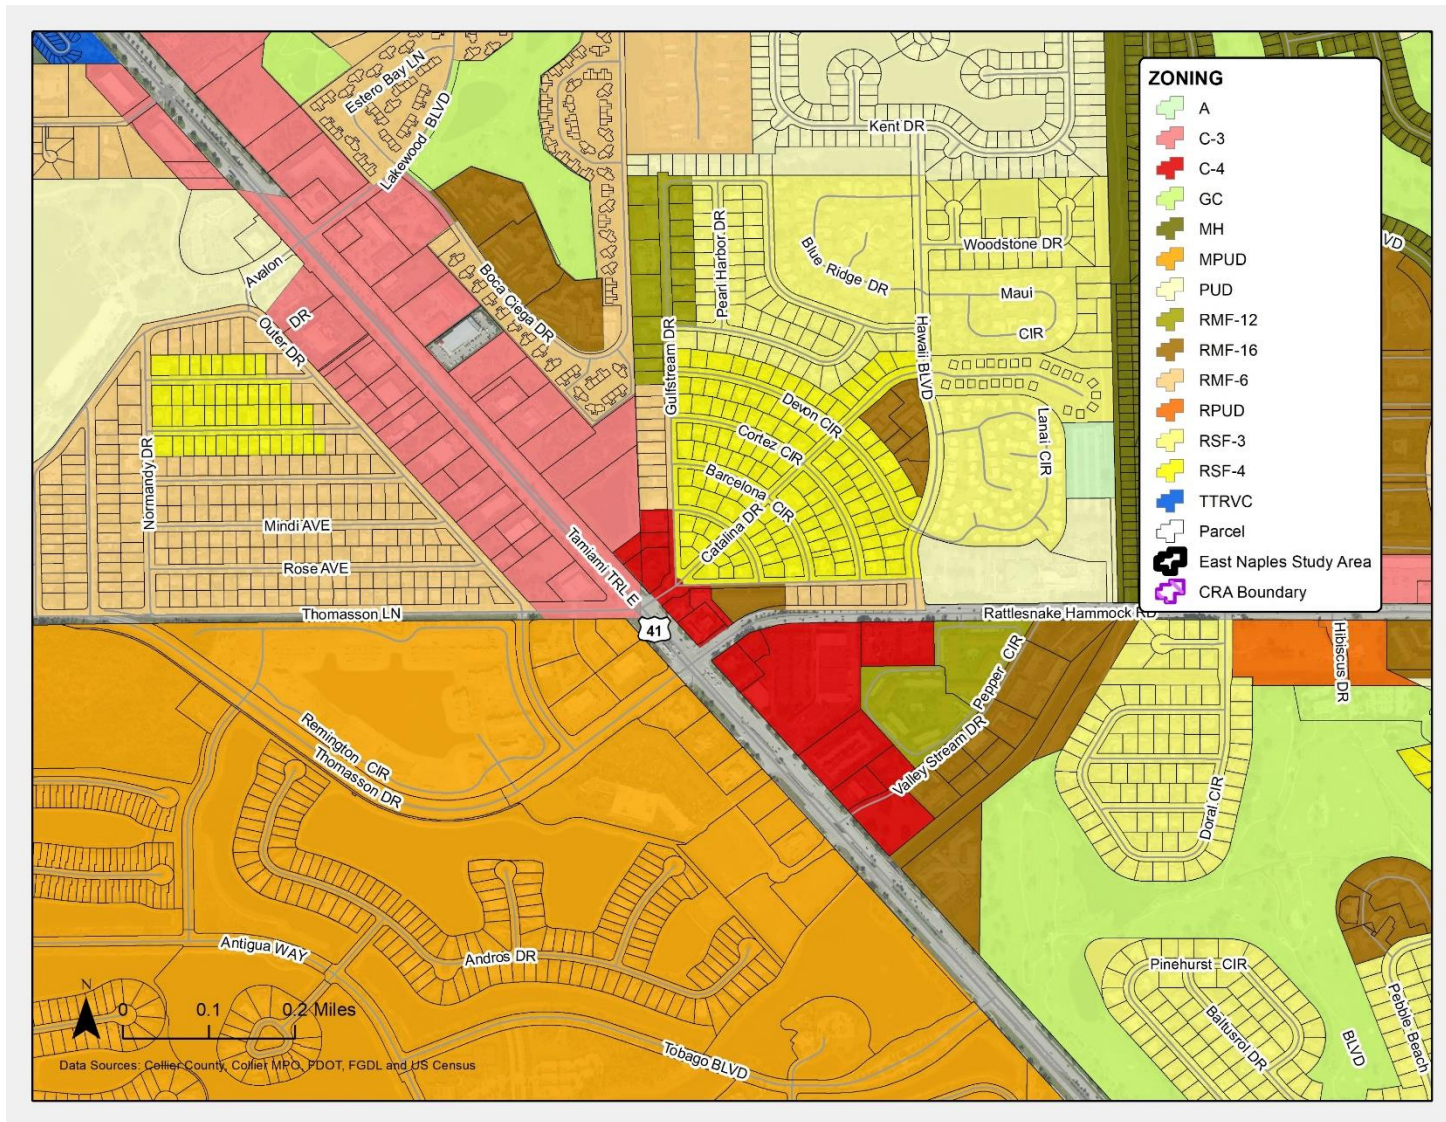 ZONING
A
C-3
C-4
GC
MH
MPUD
PUD
RMF-12
RMF-16
RMF-6
RPUD
RSF-3
RSF-4
TTRVC
Parcel
East Naples Study Area
CRA Boundary
Estero Bay LN
Lakewood BLVD
Kent DR
Pearl Harbor DR
Blue Ridge DR
Woodstone DR
VD
Avalon
DR
Boca Ciega DR
Maui
CIR
Outer DR
Gulfstream DR
Hawaii BLVD
Devon CIR
Cortez CIR
Lanai CIR
Normandy DR
Barcelona CIR
Catalina DR
Mindi AVE
Rose AVE
Tamiami TRL E
Thomasson LN
Rattlesnake Hammock RD
41
Hibiscus DR
Pepper CIR
Remington CIR
Thomasson DR
Valley Stream DR
Doral CIR
Antigua WAY
Andros DR
Pinehurst CIR
Baltusrol DR
Pebble Beach
BLVD
Tobago BLVD
N
0 0.1 0.2 Miles
Data Sources: Collier County, Collier MPO, FDOT, FGDL and US Census